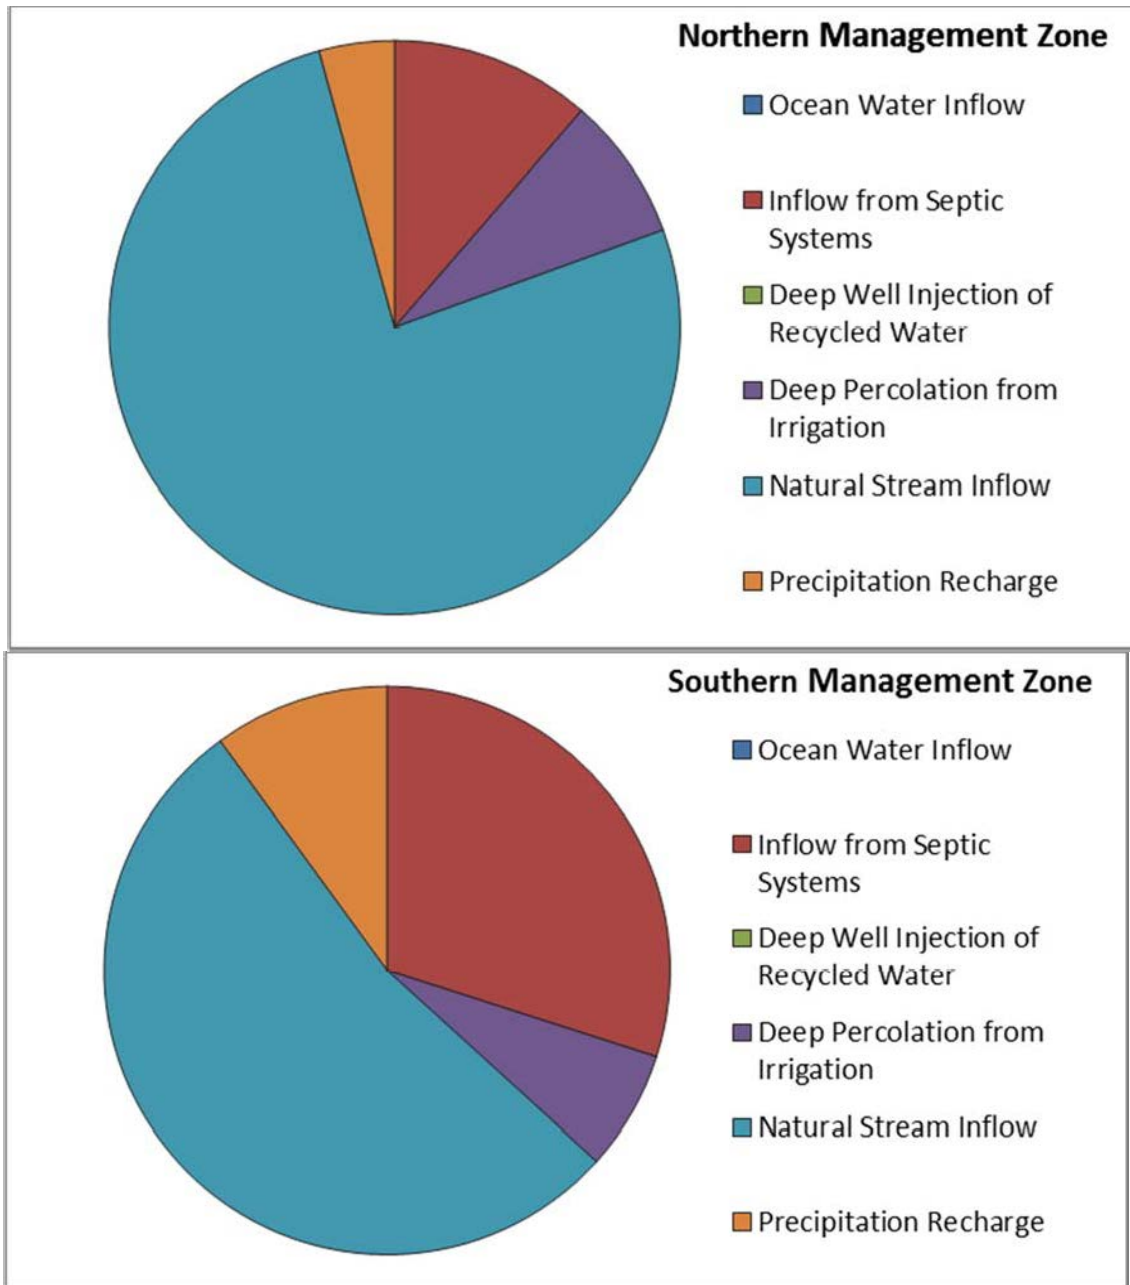 Northern Management Zone
Ocean Water Inflow
Inflow from Septic
Systems
Deep Well Injection of
Recycled Water
Deep Percolation from
Irrigation
Natural Stream Inflow
Precipitation Recharge
Southern Management Zone
Ocean Water Inflow
Inflow from Septic
Systems
Deep Well Injection of
Recycled Water
Deep Percolation from
Irrigation
Natural Stream Inflow
Precipitation Recharge